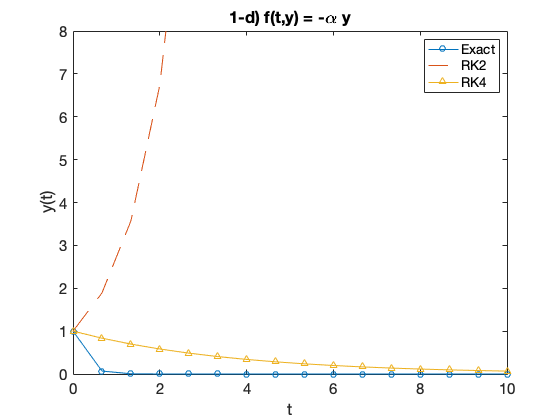 1-d) f(t,y) = -α y
Exact
RK2
RK4
8
7
6
5
4
3
2
1
0
y(t)
0 2 4 6 8 10
t